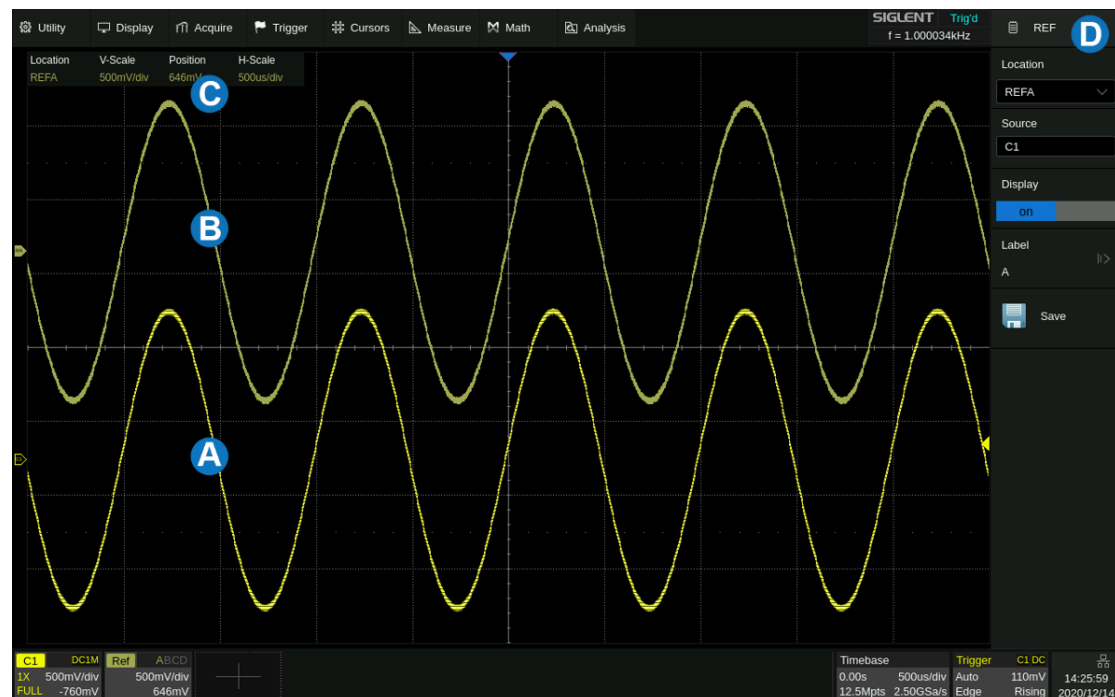 Utility Display Acquire Trigger Cursors Measure Math Analysis
SIGLENT Trig'd
f = 1.000034kHz
REF
D
Location V-Scale Position H-Scale
REFA 500mV/div 646mV 500us/div
C
B
A
Location
REFA
Source
C1
Display
on
Label
A
Save
C1 DC1M
1X 500mV/div
FULL -760mV
Ref ABCD
500mV/div
646mV
Timebase
0.00s 500us/div
12.5Mpts 2.50GSa/s
Trigger C1 DC
Auto 110mV
Edge Rising
14:25:59
2020/12/14